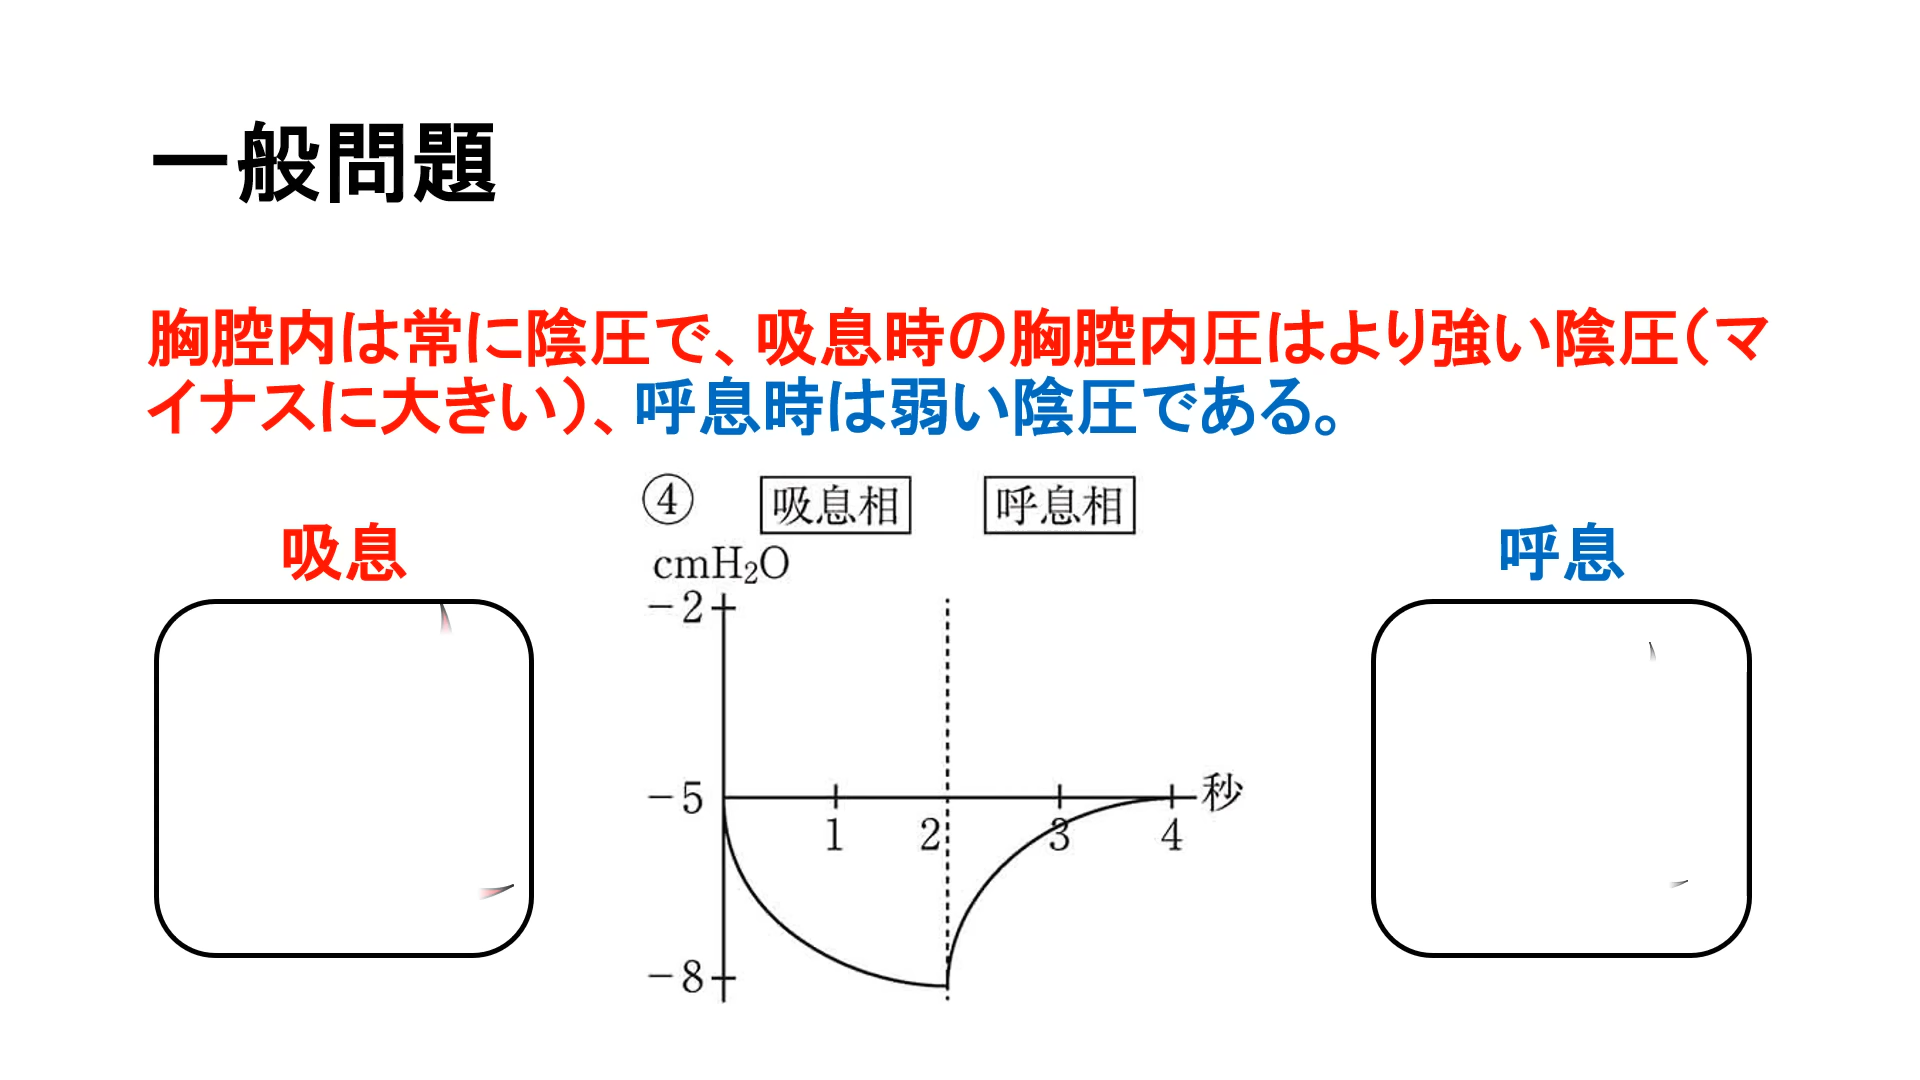 一般問題
胸腔内は常に陰圧で、吸息時の胸腔内圧はより強い陰圧（マ
イナスに大きい）、呼息時は弱い陰圧である。
④ 吸息相 呼息相
吸息
呼息
cmH₂O
－2
－5
秒
1 2 3 4
－8